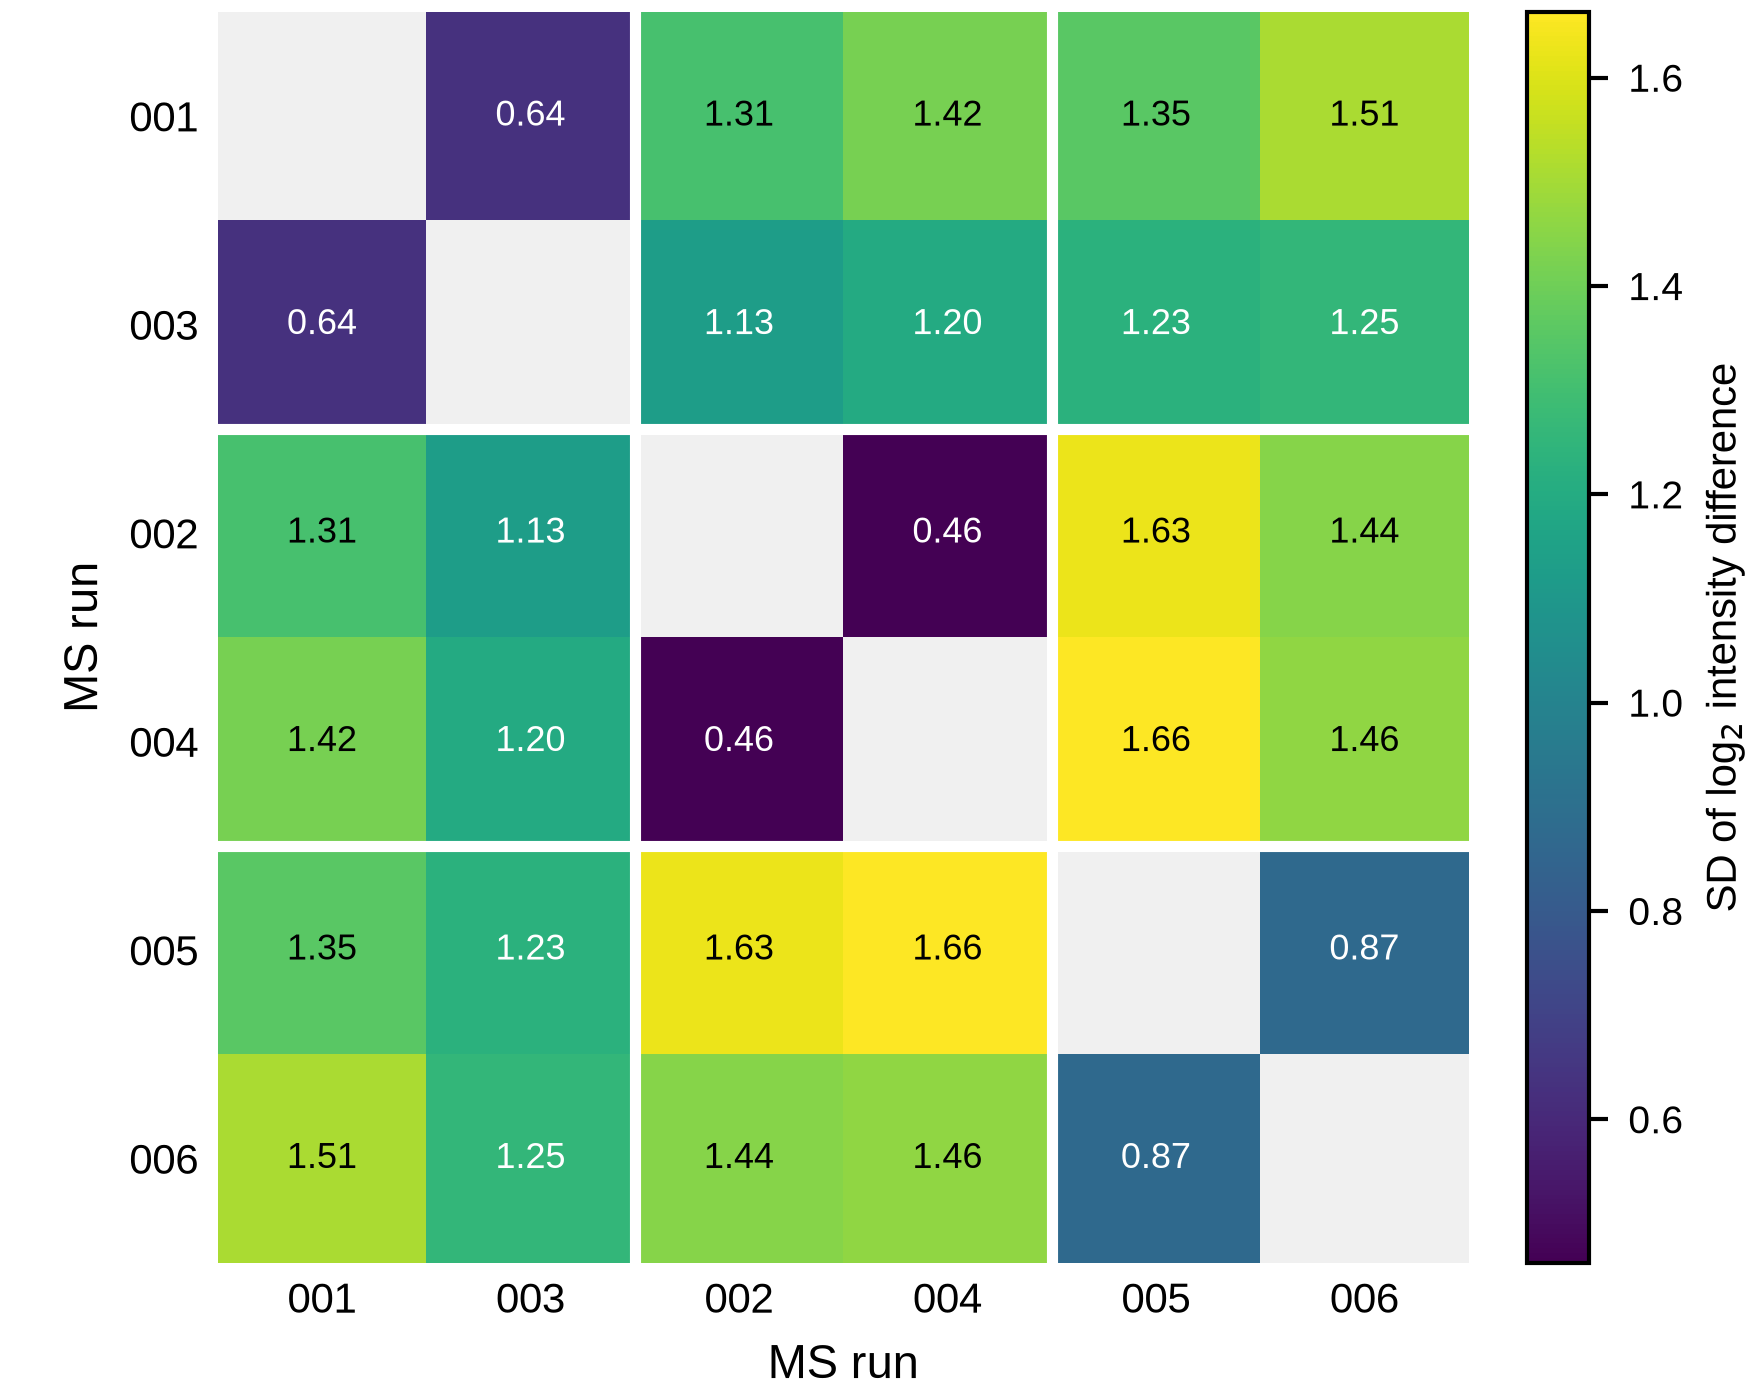 001 0.64 1.31 1.42 1.35 1.51
003 0.64 1.13 1.20 1.23 1.25
002 1.31 1.13 0.46 1.63 1.44
004 1.42 1.20 0.46 1.66 1.46
005 1.35 1.23 1.63 1.66 0.87
006 1.51 1.25 1.44 1.46 0.87
001 003 002 004 005 006
MS run
MS run
1.6
1.4
1.2
1.0
0.8
0.6
SD of log₂ intensity difference